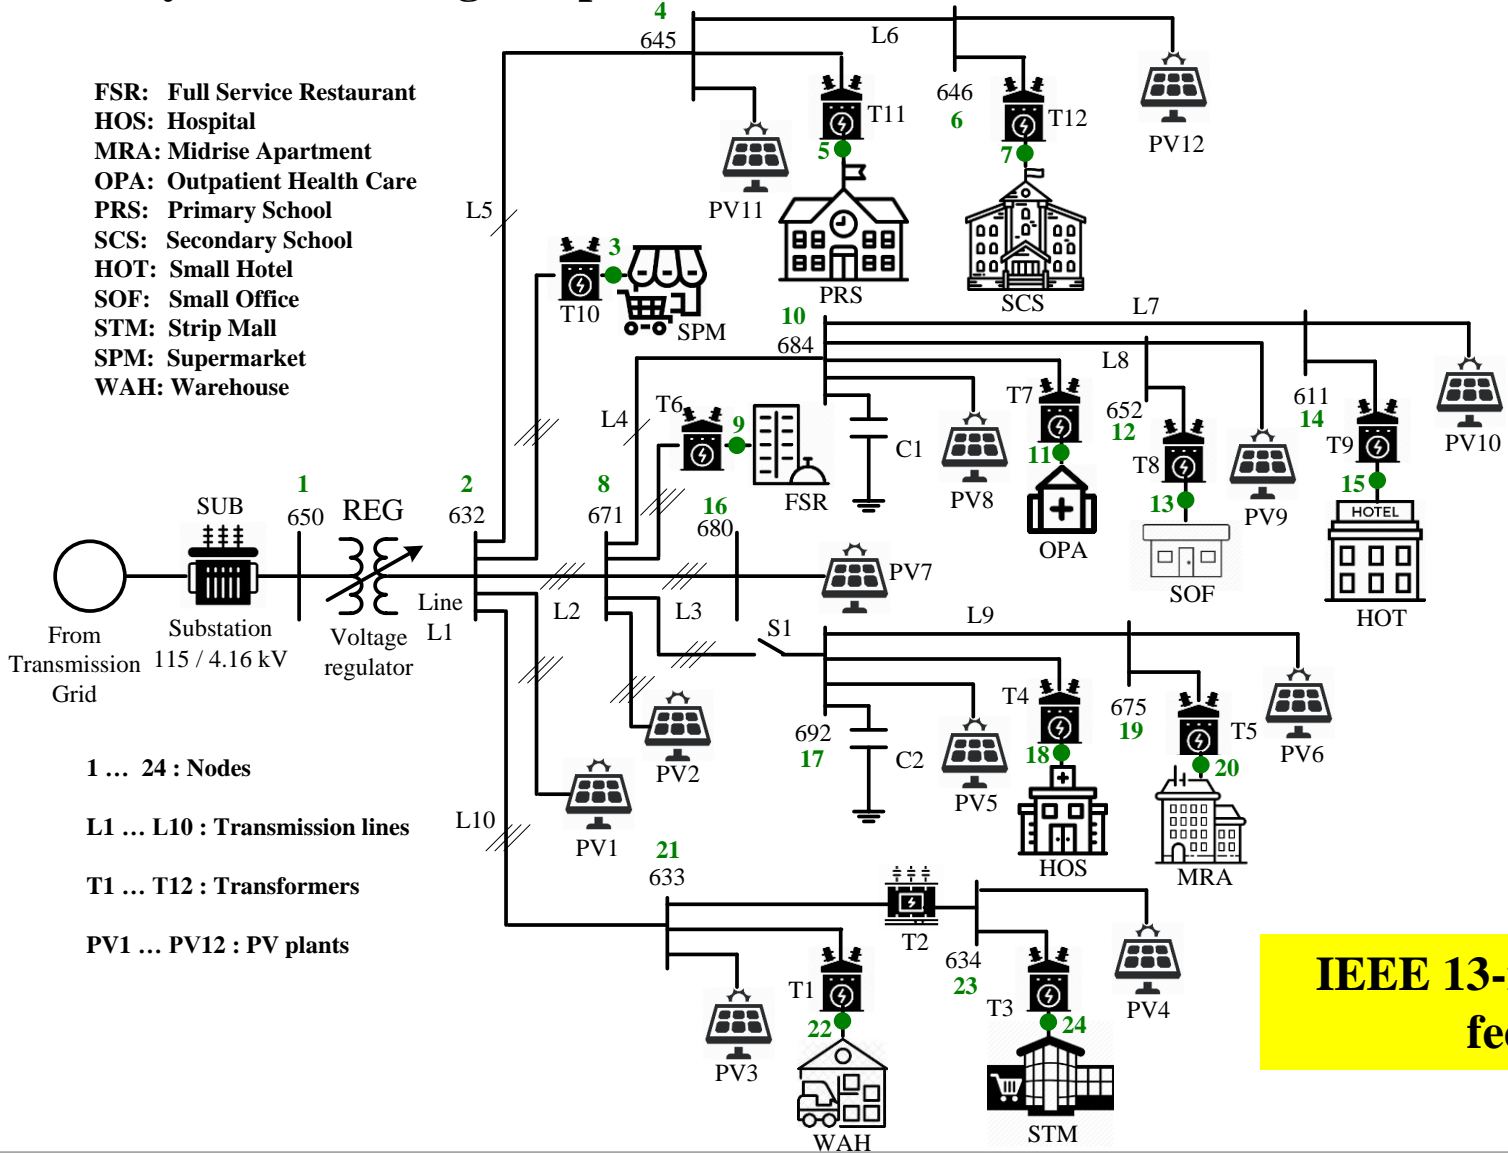 4
645
L6
FSR: Full Service Restaurant
HOS: Hospital
MRA: Midrise Apartment
OPA: Outpatient Health Care
PRS: Primary School
SCS: Secondary School
HOT: Small Hotel
SOF: Small Office
STM: Strip Mall
SPM: Supermarket
WAH: Warehouse
646
6
T11
T12
PV12
5
7
PV11
L5
PRS
SCS
3
T10
SPM
10
684
L7
L8
T7
T6
L4
9
C1
FSR
PV8
11
OPA
652
12
T8
13
SOF
PV9
611
14
T9
15
PV10
HOTEL
HOT
SUB
1
650
REG
2
632
8
671
16
680
PV7
From
Transmission
Grid
Substation
115 / 4.16 kV
Voltage
regulator
Line
L1
L2
L3
S1
L9
692
17
C2
PV5
T4
18
HOS
675
19
T5
20
MRA
PV6
PV2
PV1
L10
1 ... 24 : Nodes
L1 ... L10 : Transmission lines
T1 ... T12 : Transformers
PV1 ... PV12 : PV plants
21
633
T2
634
23
T1
22
WAH
PV3
T3
24
STM
PV4
IEEE 13-